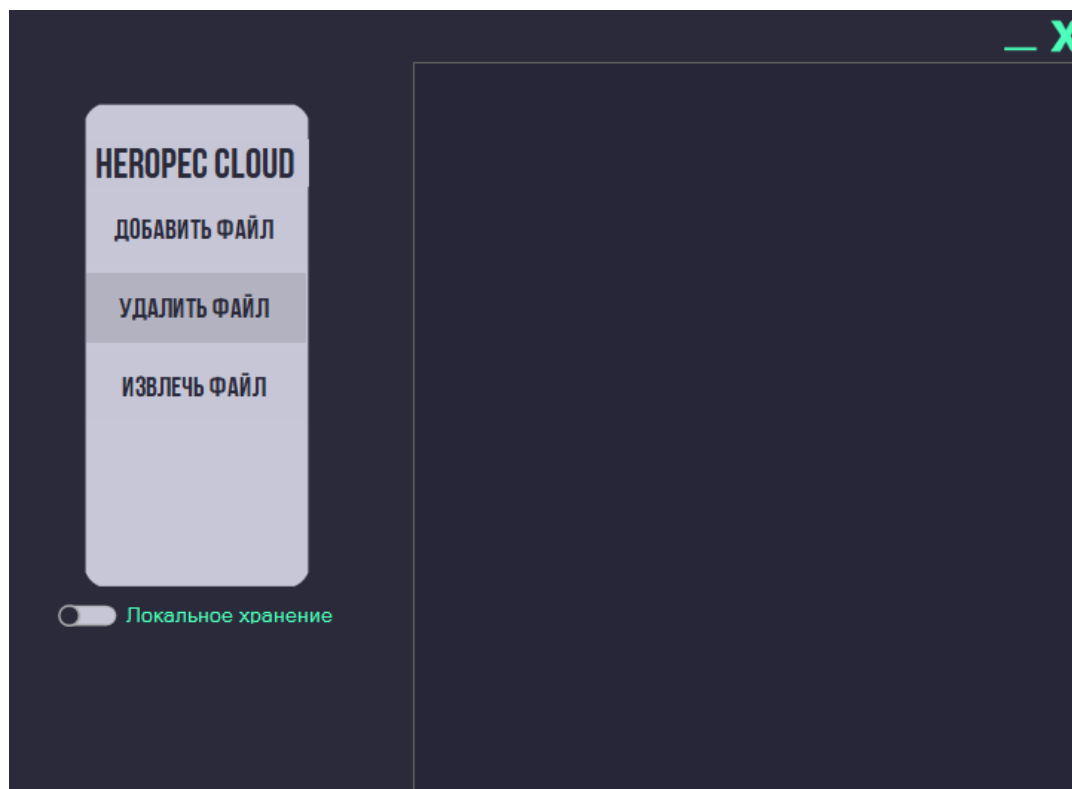 _ X
HEROPEC CLOUD
ДОБАВИТЬ ФАЙЛ
УДАЛИТЬ ФАЙЛ
ИЗВЛЕЧЬ ФАЙЛ
Локальное хранение